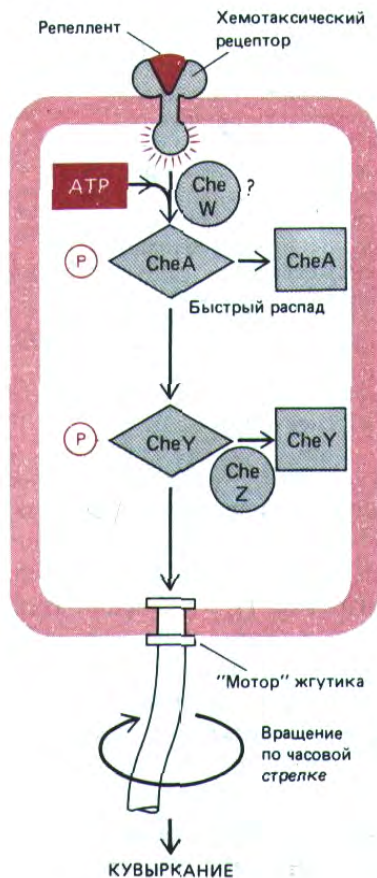 Репеллент
Хемотаксический
рецептор
ATP
Che
W
?
P
CheA
CheA
Быстрый распад
P
CheY
CheY
Che
Z
"Мотор" жгутика
Вращение
по часовой
стрелке
КУВЫРКАНИЕ